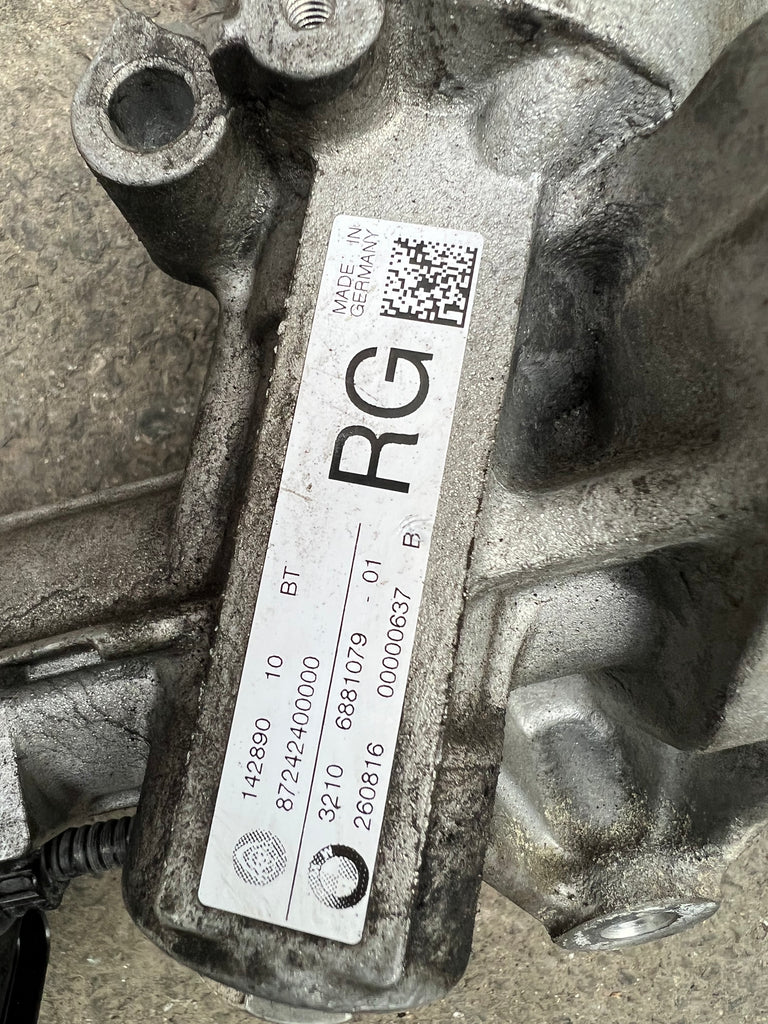 MADE IN
GERMANY
RG
142890 10 BT
87242400000
3210 6881079 - 01
260816 00000637 B